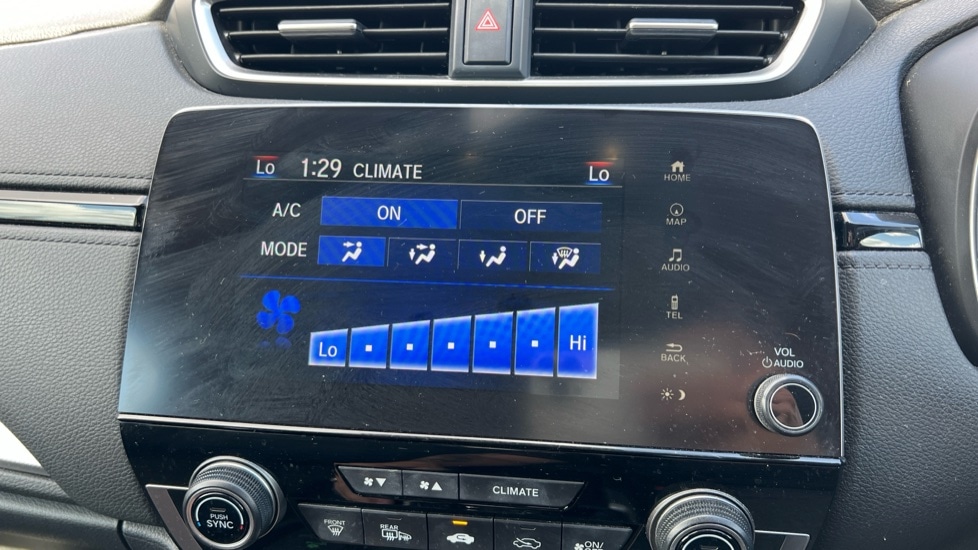 Lo 1:29 CLIMATE Lo
A/C ON OFF
MODE
Lo Hi
HOME
MAP
AUDIO
TEL
BACK
VOL
AUDIO
CLIMATE
PUSH
SYNC
FRONT
REAR
ON/